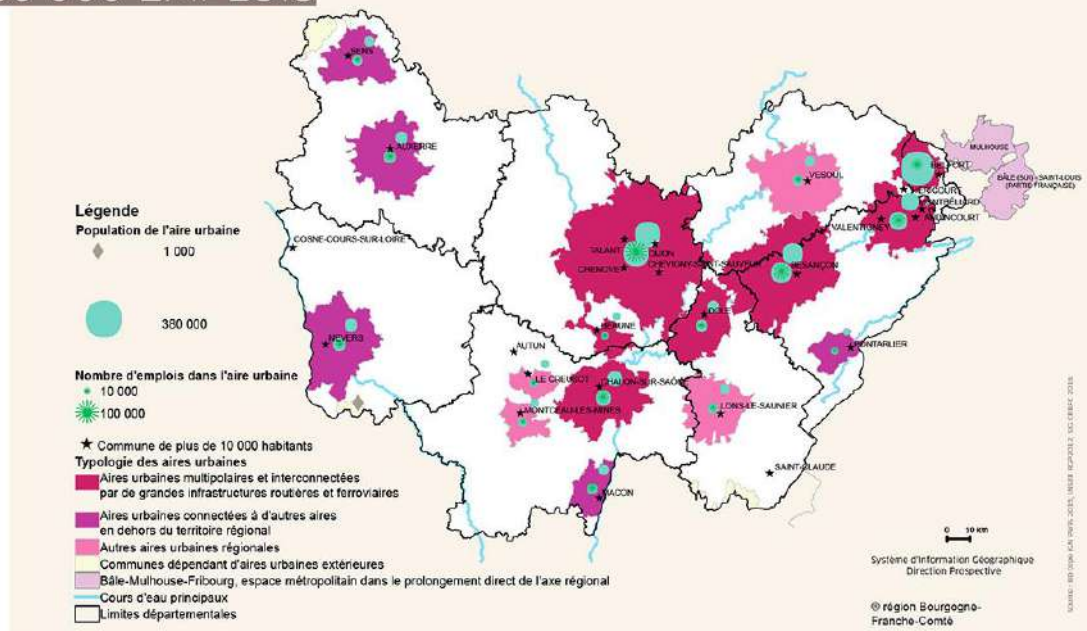 SENS
AUXERRE
MULHOUSE
BELFORT
BÂLE (SUI) - SAINT-LOUIS
(PARTIE FRANÇAISE)
VESOUL
HÉRICOURT
MONTBÉLIARD
AUDINCOURT
VALENTIGNEY
Légende
Population de l'aire urbaine
1 000
380 000
COSNE-COURS-SUR-LOIRE
TALANT
DIJON
CHENOVE
CHEVIGNY-SAINT-SAUVEUR
BESANÇON
DOLE
BEAUNE
NEVERS
AUTUN
PONTARLIER
LE CREUSOT
CHALON-SUR-SAÔNE
MONTCEAU-LES-MINES
LONS-LE-SAUNIER
SAINT-CLAUDE
MACON
Nombre d'emplois dans l'aire urbaine
10 000
100 000
Commune de plus de 10 000 habitants
Typologie des aires urbaines
Aires urbaines multipolaires et interconnectées
par de grandes infrastructures routières et ferroviaires
Aires urbaines connectées à d'autres aires
en dehors du territoire régional
Autres aires urbaines régionales
Communes dépendant d'aires urbaines extérieures
Bâle-Mulhouse-Fribourg, espace métropolitain dans le prolongement direct de l'axe régional
Cours d'eau principaux
Limites départementales
0 10 km
Système d'Information Géographique
Direction Prospective
© région Bourgogne-
Franche-Comté